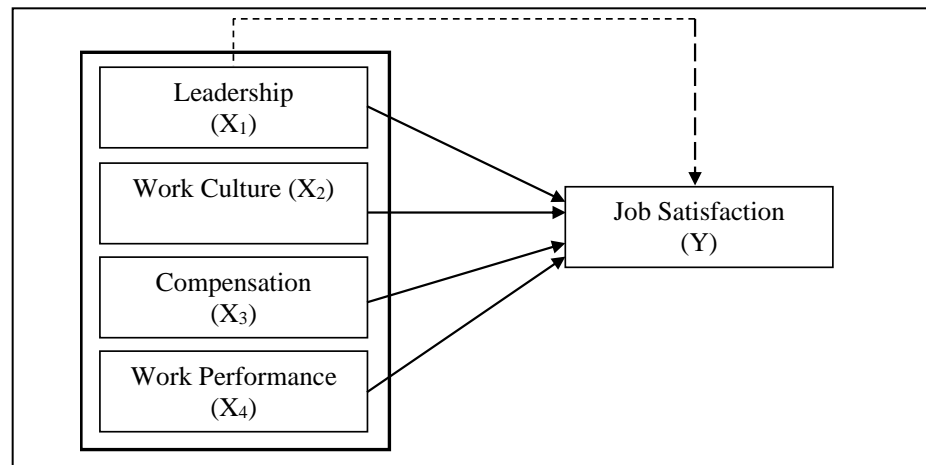 Leadership
(X₁)
Work Culture (X₂)
Compensation
(X₃)
Work Performance
(X₄)
Job Satisfaction
(Y)